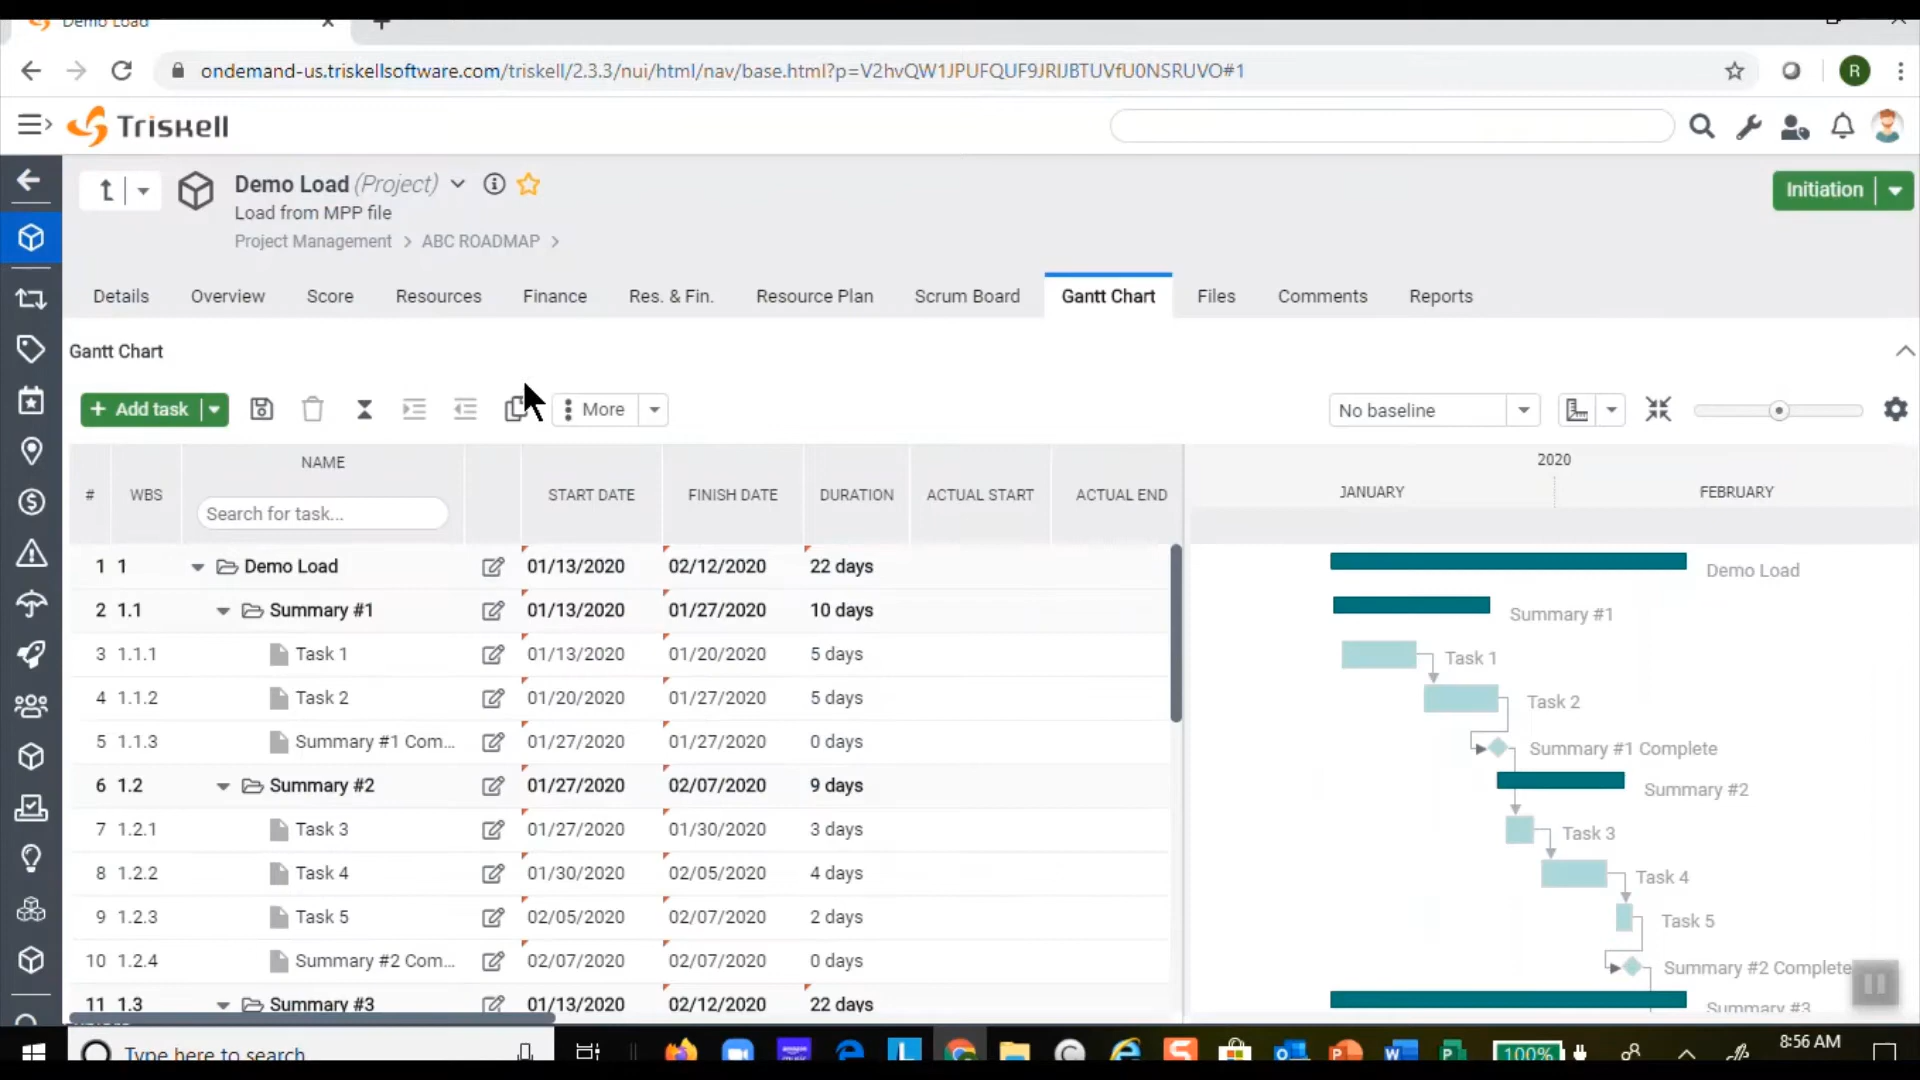 Demo Load
ondemand-us.triskellsoftware.com/triskell/2.3.3/nui/html/nav/base.html?p=V2hvQW1JPUFQUF9JRIJBTUVfU0NSRUVO#1
R
Triskell
Demo Load (Project)
Load from MPP file
Project Management > ABC ROADMAP >
Initiation
Details Overview Score Resources Finance Res. & Fin. Resource Plan Scrum Board Gantt Chart Files Comments Reports
Gantt Chart
+ Add task More No baseline
2020
# WBS NAME START DATE FINISH DATE DURATION ACTUAL START ACTUAL END JANUARY FEBRUARY
Search for task...
1 1 Demo Load 01/13/2020 02/12/2020 22 days Demo Load
2 1.1 Summary #1 01/13/2020 01/27/2020 10 days Summary #1
3 1.1.1 Task 1 01/13/2020 01/20/2020 5 days Task 1
4 1.1.2 Task 2 01/20/2020 01/27/2020 5 days Task 2
5 1.1.3 Summary #1 Com... 01/27/2020 01/27/2020 0 days Summary #1 Complete
6 1.2 Summary #2 01/27/2020 02/07/2020 9 days Summary #2
7 1.2.1 Task 3 01/27/2020 01/30/2020 3 days Task 3
8 1.2.2 Task 4 01/30/2020 02/05/2020 4 days Task 4
9 1.2.3 Task 5 02/05/2020 02/07/2020 2 days Task 5
10 1.2.4 Summary #2 Com... 02/07/2020 02/07/2020 0 days Summary #2 Complete
11 1.3 Summary #3 01/13/2020 02/12/2020 22 days Summary #3
Type here to search
100%
8:56 AM